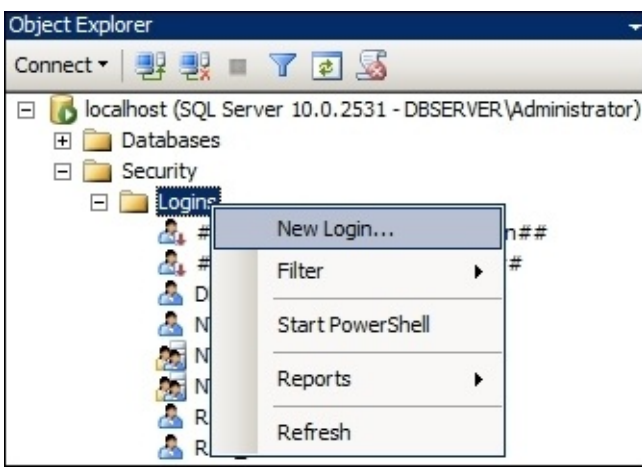 Object Explorer
Connect
localhost (SQL Server 10.0.2531 - DBSERVER\Administrator)
Databases
Security
Logins
New Login...
# n##
Filter
# #
D
Start PowerShell
N
N
Reports
N
R
Refresh
R